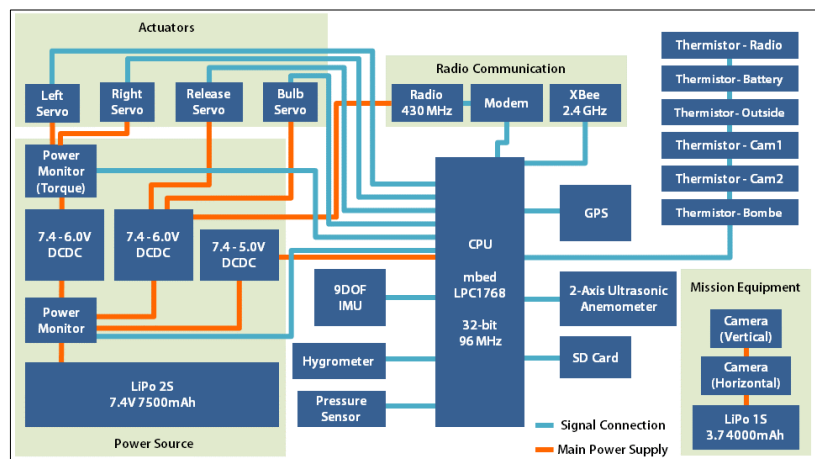 Actuators
Left
Servo
Right
Servo
Release
Servo
Bulb
Servo
Radio Communication
Radio
430 MHz
Modem
XBee
2.4 GHz
Thermistor - Radio
Thermistor - Battery
Thermistor - Outside
Thermistor - Cam1
Thermistor - Cam2
Thermistor - Bombe
Power
Monitor
(Torque)
7.4 - 6.0V
DCDC
7.4 - 6.0V
DCDC
7.4 - 5.0V
DCDC
Power
Monitor
LiPo 2S
7.4V 7500mAh
Power Source
CPU
mbed
LPC1768
32-bit
96 MHz
GPS
9DOF
IMU
2-Axis Ultrasonic
Anemometer
Hygrometer
SD Card
Pressure
Sensor
Mission Equipment
Camera
(Vertical)
Camera
(Horizontal)
LiPo 1S
3.7 4000mAh
Signal Connection
Main Power Supply